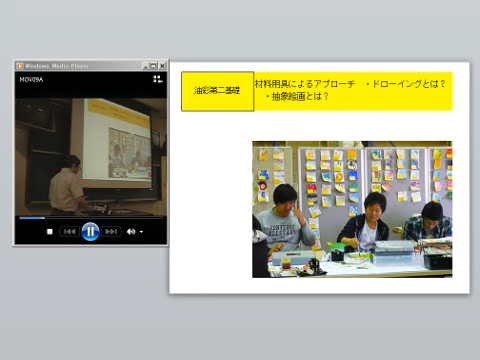 Windows Media Player
MOV09A
油彩第二基礎
材料用具によるアプローチ ・ドローイングとは?
・抽象絵画とは?